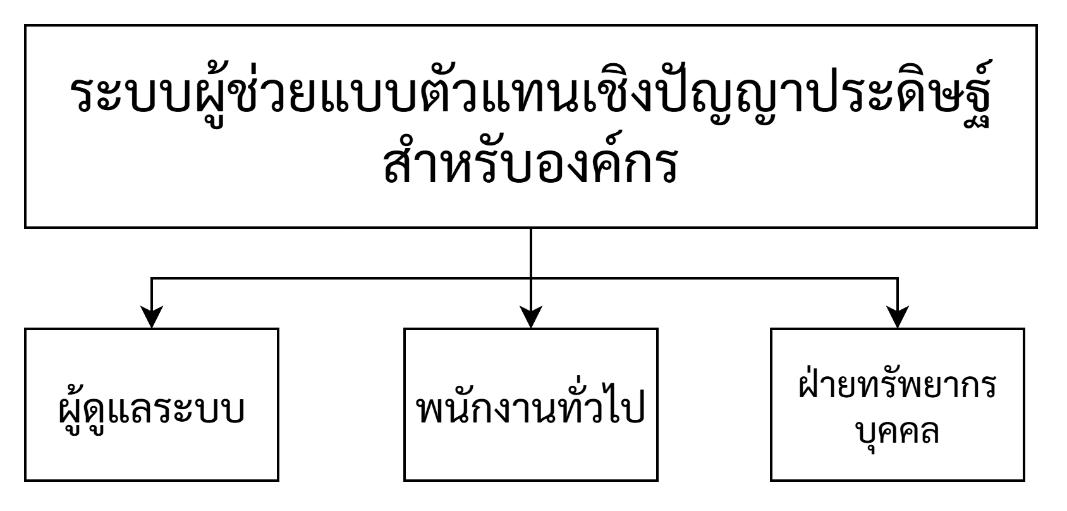 ระบบผู้ช่วยแบบตัวแทนเชิงปัญญาประดิษฐ์
สำหรับองค์กร
ผู้ดูแลระบบ
พนักงานทั่วไป
ฝ่ายทรัพยากร
บุคคล